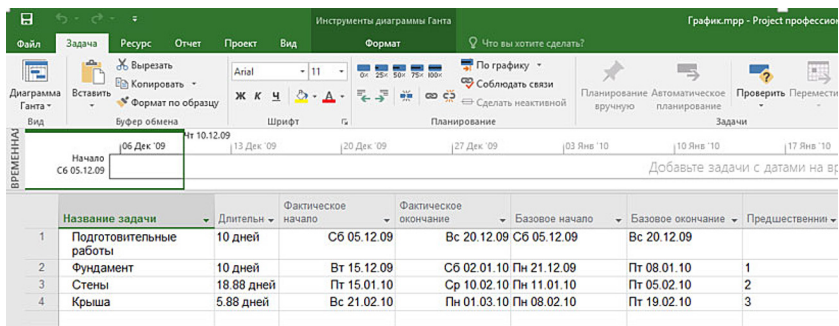 Инструменты диаграммы Ганта
График.mpp - Project профессион
Файл Задача Ресурс Отчет Проект Вид Формат Что вы хотите сделать?
Диаграмма Ганта
Вставить
Вырезать
Копировать
Формат по образцу
Arial 11
Ж К Ч
0× 25× 50× 75× 100×
По графику
Соблюдать связи
Сделать неактивной
Планирование вручную
Автоматическое планирование
Проверить
Перемести
Вид Буфер обмена Шрифт Планирование Задачи
ВРЕМЕННАЯ
Чт 10.12.09
06 Дек '09 13 Дек '09 20 Дек '09 27 Дек '09 03 Янв '10 10 Янв '10 17 Янв '10
Начало
Сб 05.12.09
Добавьте задачи с датами на вр
Название задачи Длительн Фактическое начало Фактическое окончание Базовое начало Базовое окончание Предшественник
1 Подготовительные работы 10 дней Сб 05.12.09 Вс 20.12.09 Сб 05.12.09 Вс 20.12.09
2 Фундамент 10 дней Вт 15.12.09 Сб 02.01.10 Пн 21.12.09 Пт 08.01.10 1
3 Стены 18.88 дней Пт 15.01.10 Ср 10.02.10 Пн 11.01.10 Пт 05.02.10 2
4 Крыша 5.88 дней Вс 21.02.10 Пн 01.03.10 Пн 08.02.10 Пт 19.02.10 3